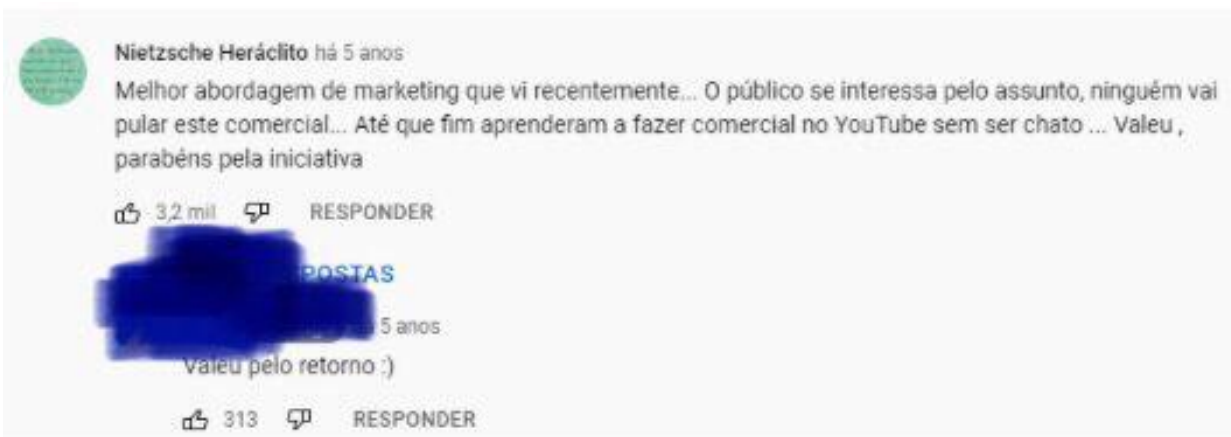 Nietzsche Heráclito há 5 anos
Melhor abordagem de marketing que vi recentemente... O público se interessa pelo assunto, ninguém vai
pular este comercial... Até que fim aprenderam a fazer comercial no YouTube sem ser chato ... Valeu ,
parabéns pela iniciativa
3,2 mil RESPONDER
POSTAS
5 anos
Valeu pelo retorno :)
313 RESPONDER